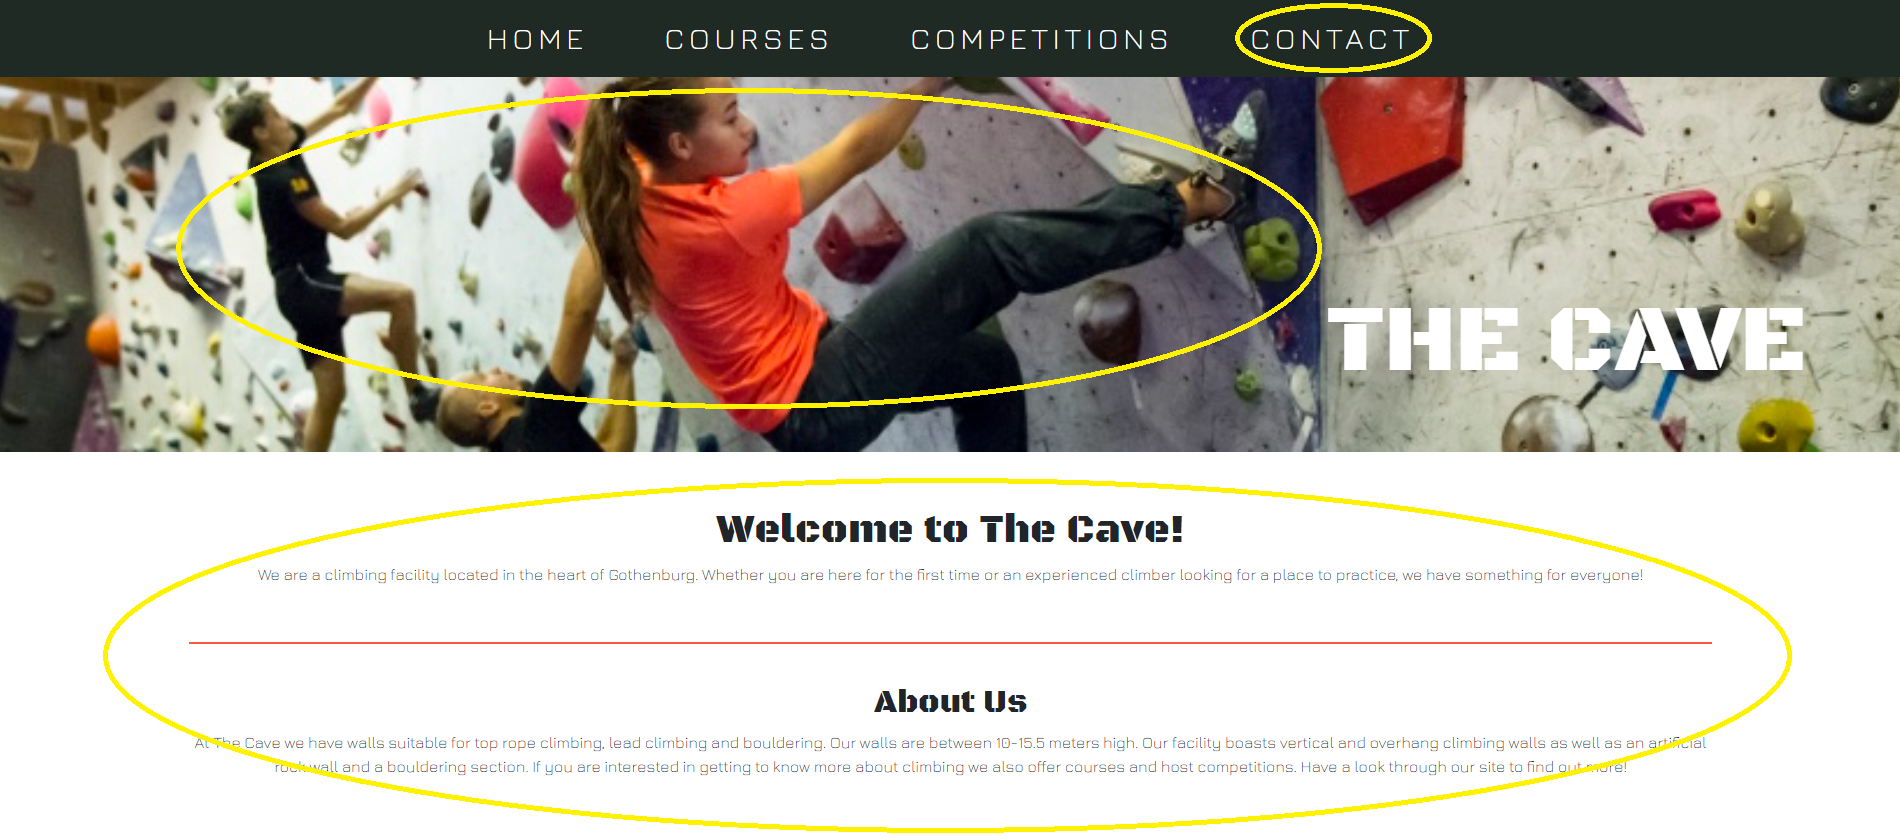 HOME COURSES COMPETITIONS CONTACT
THE CAVE
Welcome to The Cave!
We are a climbing facility located in the heart of Gothenburg. Whether you are here for the first time or an experienced climber looking for a place to practice, we have something for everyone!
About Us
At The Cave we have walls suitable for top rope climbing, lead climbing and bouldering. Our walls are between 10-15.5 meters high. Our facility boasts vertical and overhang climbing walls as well as an artificial
rock wall and a bouldering section. If you are interested in getting to know more about climbing we also offer courses and host competitions. Have a look through our site to find out more!